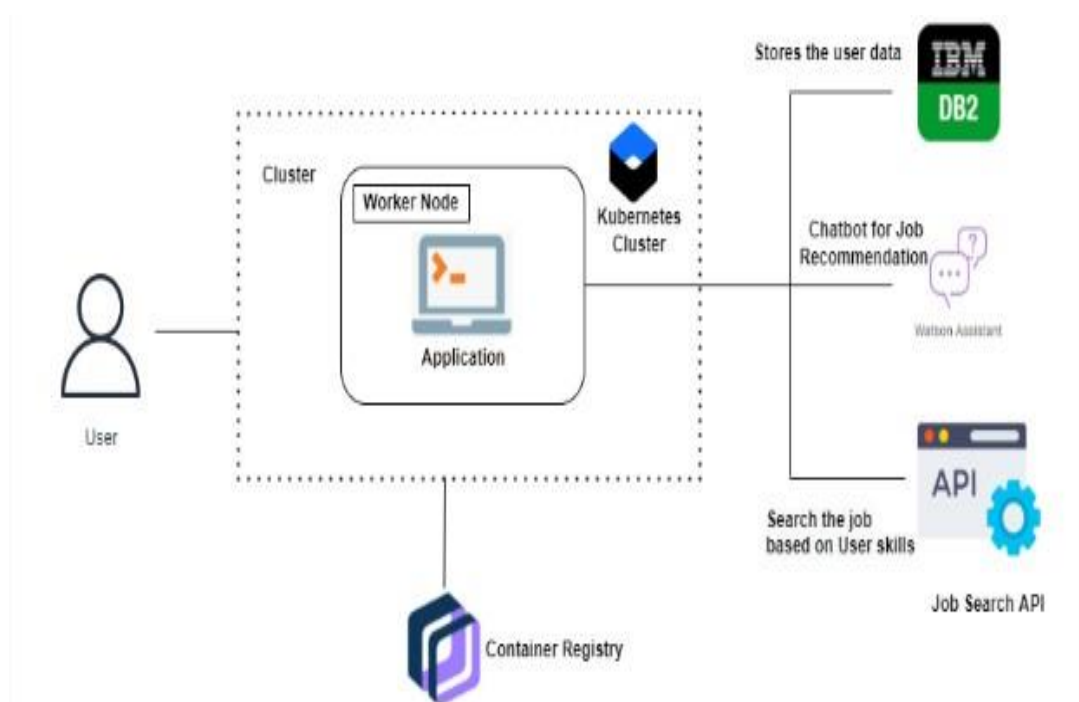 Stores the user data
IBM
DB2
Cluster
Worker Node
Kubernetes
Cluster
Application
Chatbot for Job
Recommendation
Watson Assistant
User
API
Search the job
based on User skills
Job Search API
Container Registry